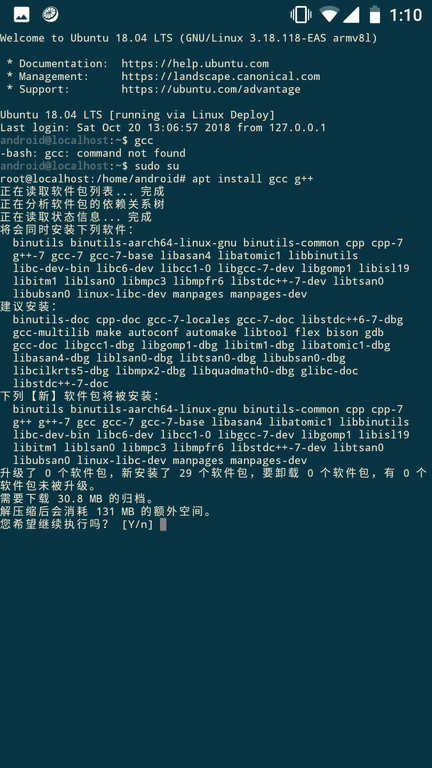 1:10
Welcome to Ubuntu 18.04 LTS (GNU/Linux 3.18.118-EAS armv8l)
* Documentation: https://help.ubuntu.com
* Management: https://landscape.canonical.com
* Support: https://ubuntu.com/advantage
Ubuntu 18.04 LTS [running via Linux Deploy]
Last login: Sat Oct 20 13:06:57 2018 from 127.0.0.1
android@localhost:~$ gcc
-bash: gcc: command not found
android@localhost:~$ sudo su
root@localhost:/home/android# apt install gcc g++
正在读取软件包列表... 完成
正在分析软件包的依赖关系树
正在读取状态信息... 完成
将会同时安装下列软件：
binutils binutils-aarch64-linux-gnu binutils-common cpp cpp-7
g++-7 gcc-7 gcc-7-base libasan4 libatomic1 libbinutils
libc-dev-bin libc6-dev libcc1-0 libgcc-7-dev libgomp1 libisl19
libitm1 liblsan0 libmpc3 libmpfr6 libstdc++-7-dev libtsan0
libubsan0 linux-libc-dev manpages manpages-dev
建议安装：
binutils-doc cpp-doc gcc-7-locales gcc-7-doc libstdc++6-7-dbg
gcc-multilib make autoconf automake libtool flex bison gdb
gcc-doc libgcc1-dbg libgomp1-dbg libitm1-dbg libatomic1-dbg
libasan4-dbg liblsan0-dbg libtsan0-dbg libubsan0-dbg
libcilkrts5-dbg libmpx2-dbg libquadmath0-dbg glibc-doc
libstdc++-7-doc
下列【新】软件包将被安装：
binutils binutils-aarch64-linux-gnu binutils-common cpp cpp-7
g++ g++-7 gcc gcc-7 gcc-7-base libasan4 libatomic1 libbinutils
libc-dev-bin libc6-dev libcc1-0 libgcc-7-dev libgomp1 libisl19
libitm1 liblsan0 libmpc3 libmpfr6 libstdc++-7-dev libtsan0
libubsan0 linux-libc-dev manpages manpages-dev
升级了 0 个软件包，新安装了 29 个软件包，要卸载 0 个软件包，有 0 个
软件包未被升级。
需要下载 30.8 MB 的归档。
解压缩后会消耗 131 MB 的额外空间。
您希望继续执行吗？ [Y/n]